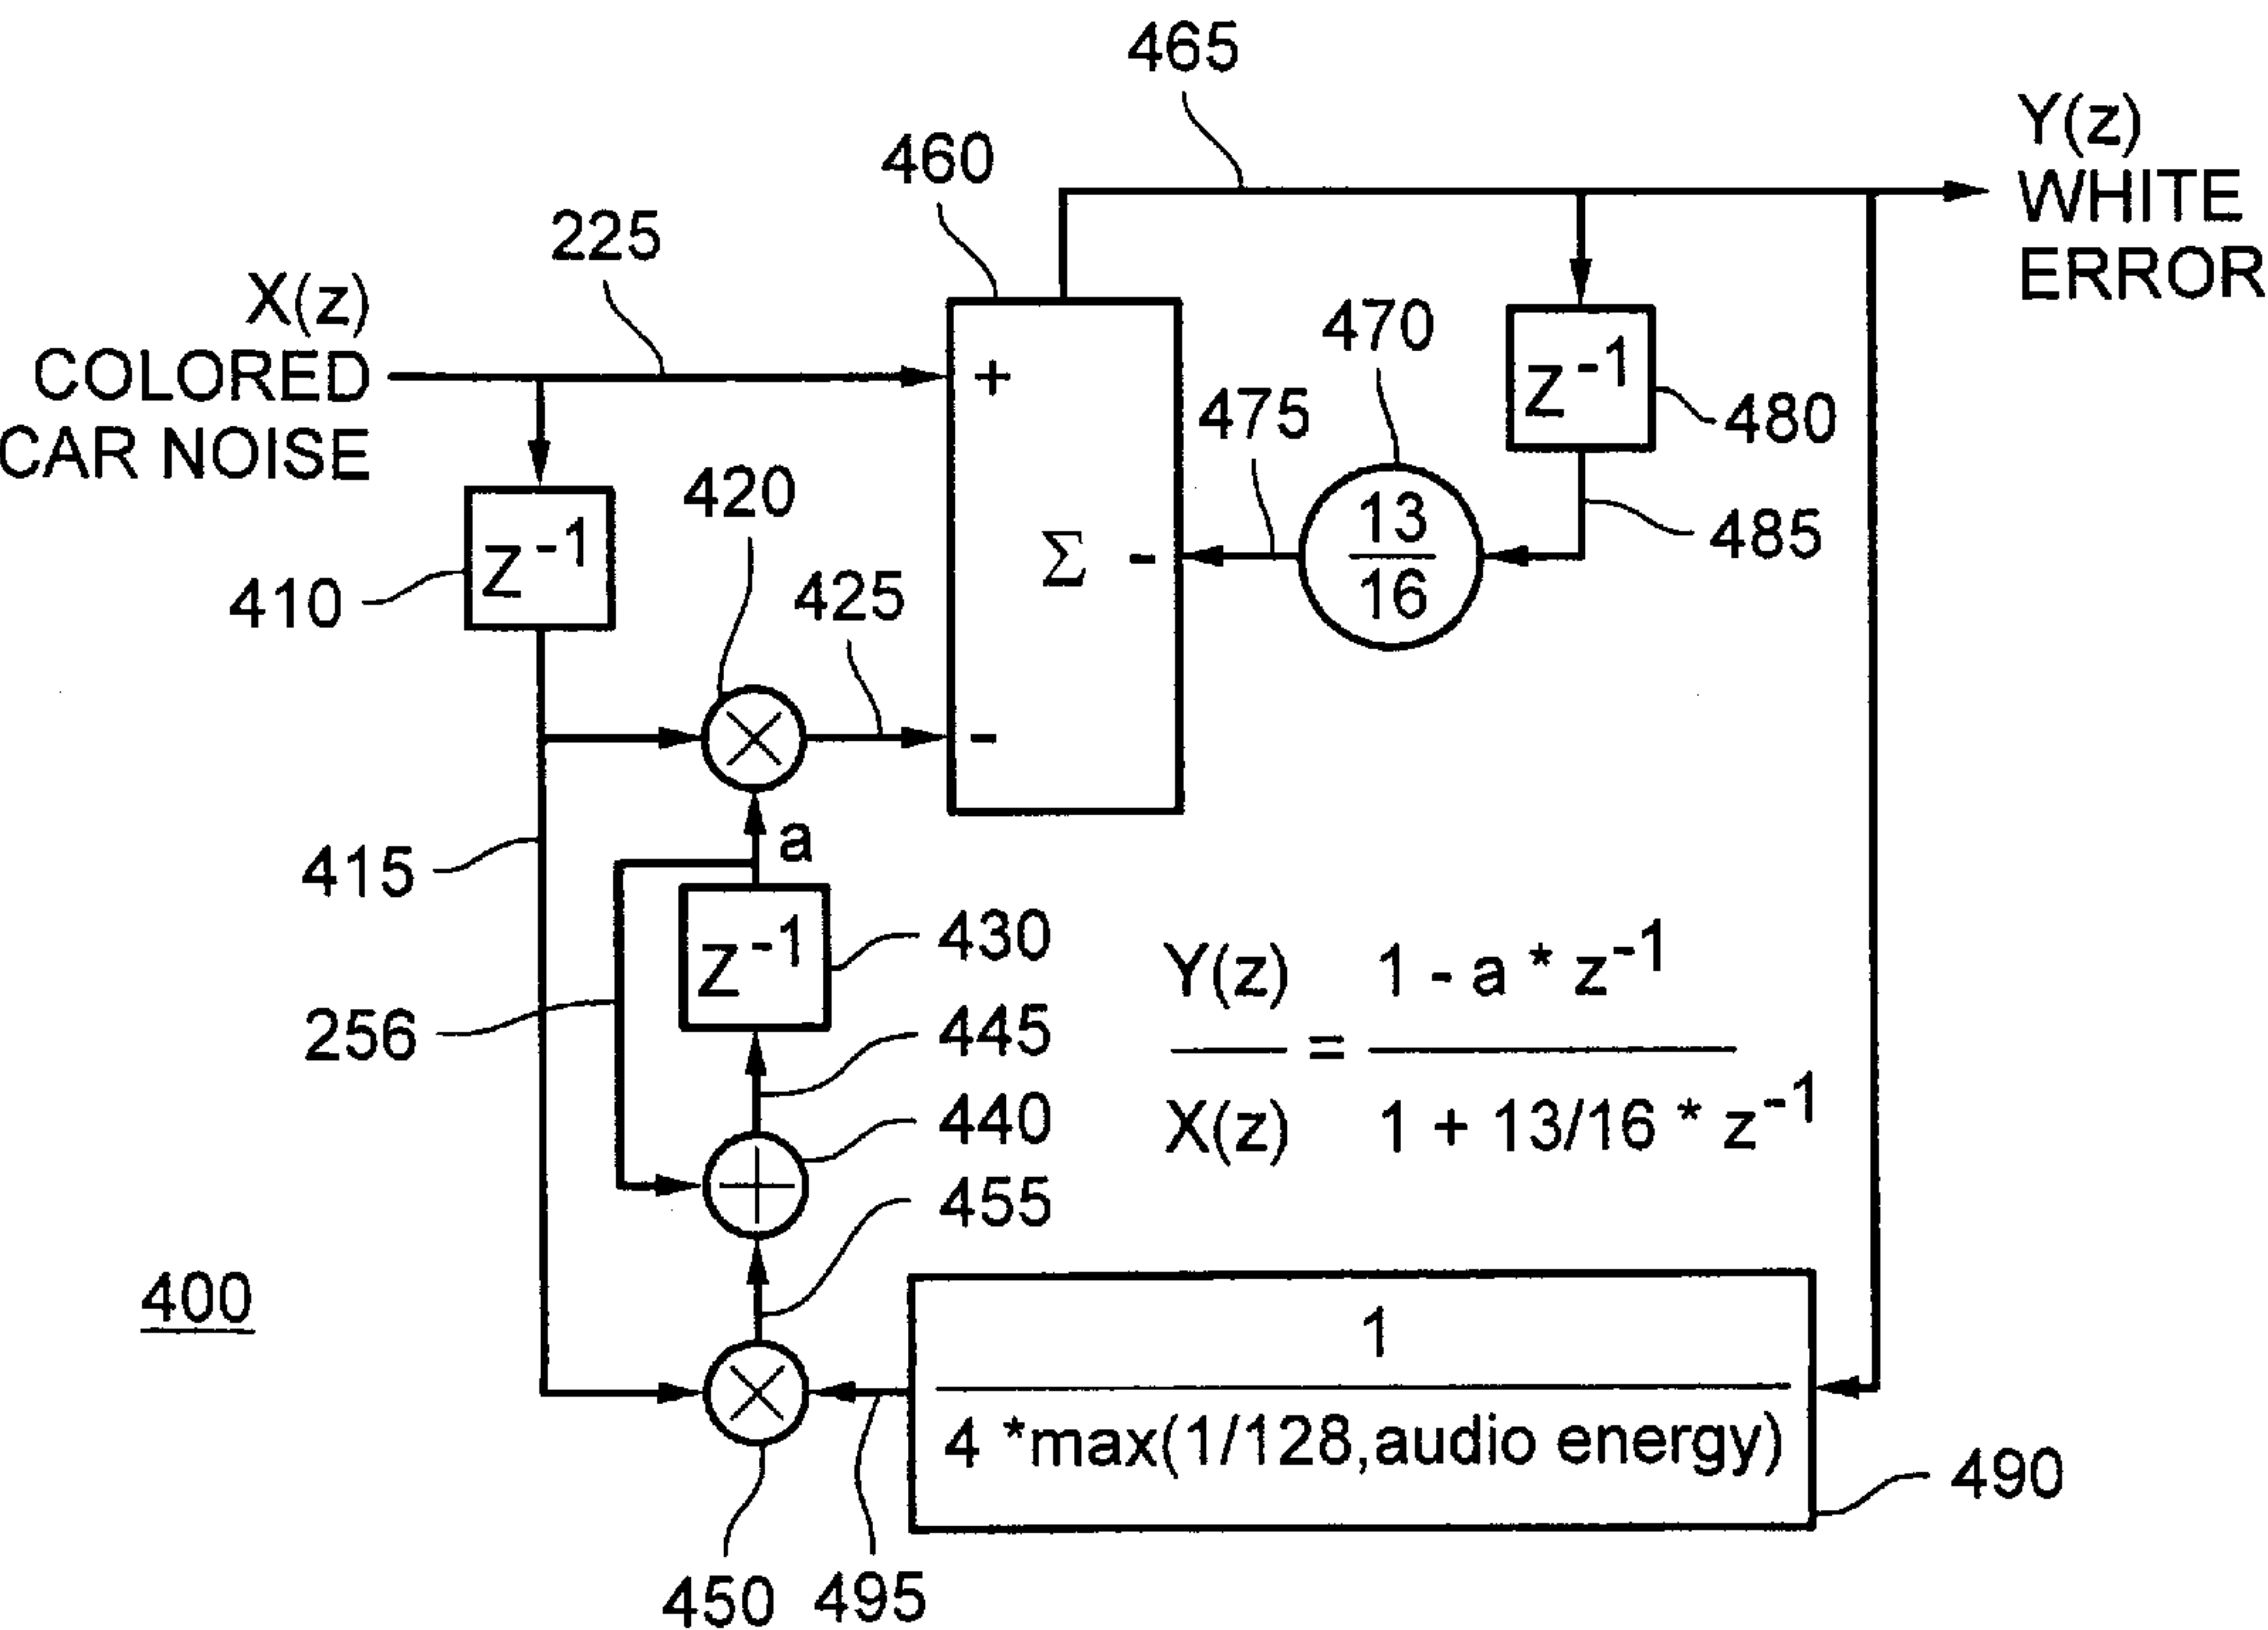 465
Y(z)
WHITE
ERROR
460
225
X(z)
COLORED
CAR NOISE
+
470
z⁻¹
480
475
420
13
16
485
Σ
-
z⁻¹
410
425
-
a
415
z⁻¹
430
256
445
440
455
Y(z)
X(z)
=
1 - a * z⁻¹
1 + 13/16 * z⁻¹
400
1
4 *max(1/128,audio energy)
490
450
495